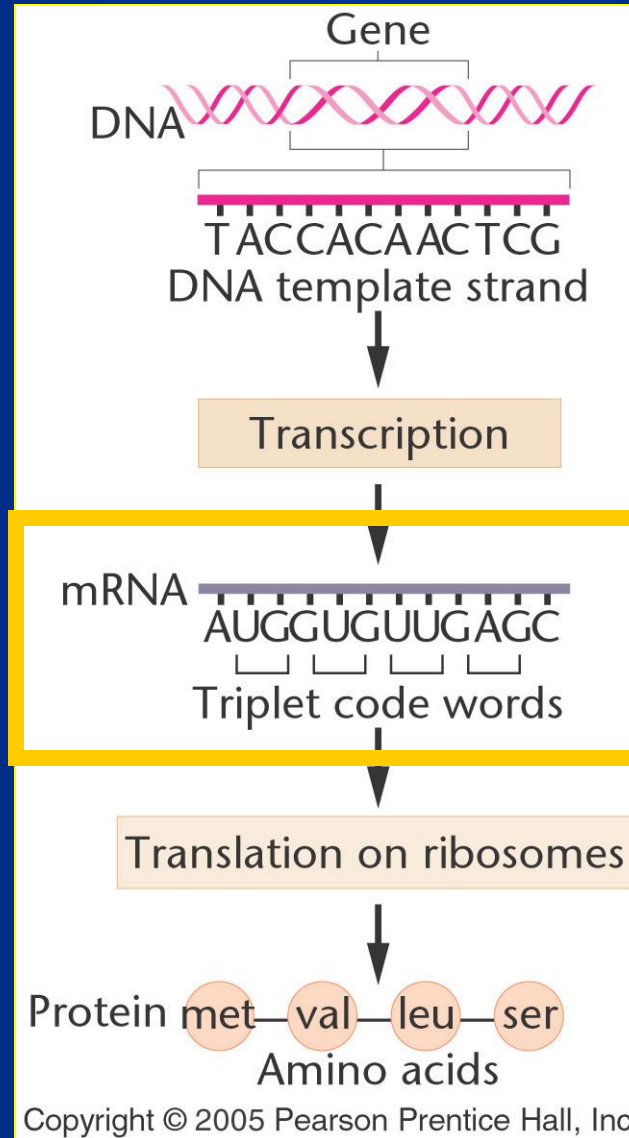 Gene
DNA
TACCACAACTCG
DNA template strand
Transcription
mRNA
AUGGUGUUGAGC
Triplet code words
Translation on ribosomes
Protein met val leu ser
Amino acids
Copyright © 2005 Pearson Prentice Hall, Inc